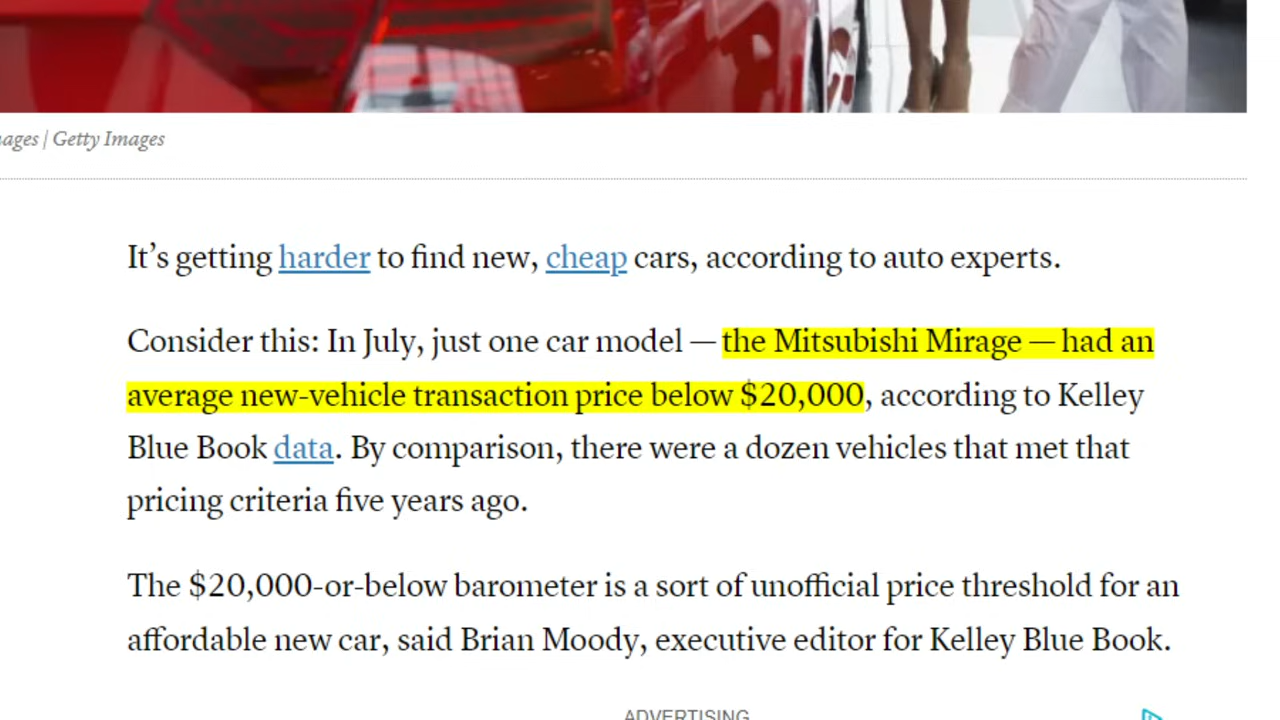 ages | Getty Images
It’s getting harder to find new, cheap cars, according to auto experts.
Consider this: In July, just one car model — the Mitsubishi Mirage — had an
average new-vehicle transaction price below $20,000, according to Kelley
Blue Book data. By comparison, there were a dozen vehicles that met that
pricing criteria five years ago.
The $20,000-or-below barometer is a sort of unofficial price threshold for an
affordable new car, said Brian Moody, executive editor for Kelley Blue Book.
ADVERTISING